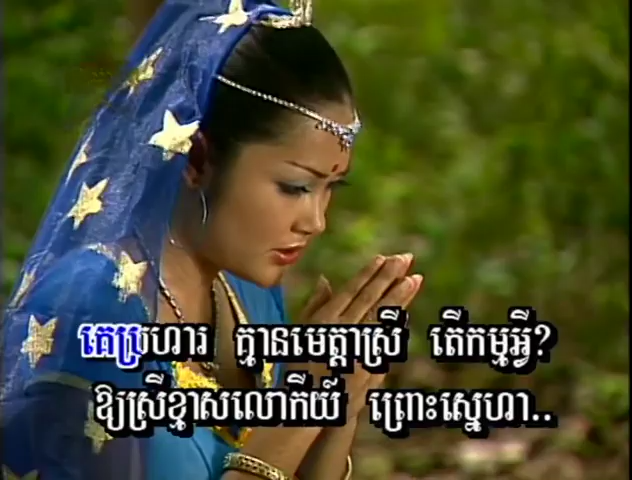 គេប្រហារ គ្មានមេត្តាស្រី តើកម្មអ្វី?
ឱ្យស្រីខ្មាសលោកីយ៍ ព្រោះស្នេហា..